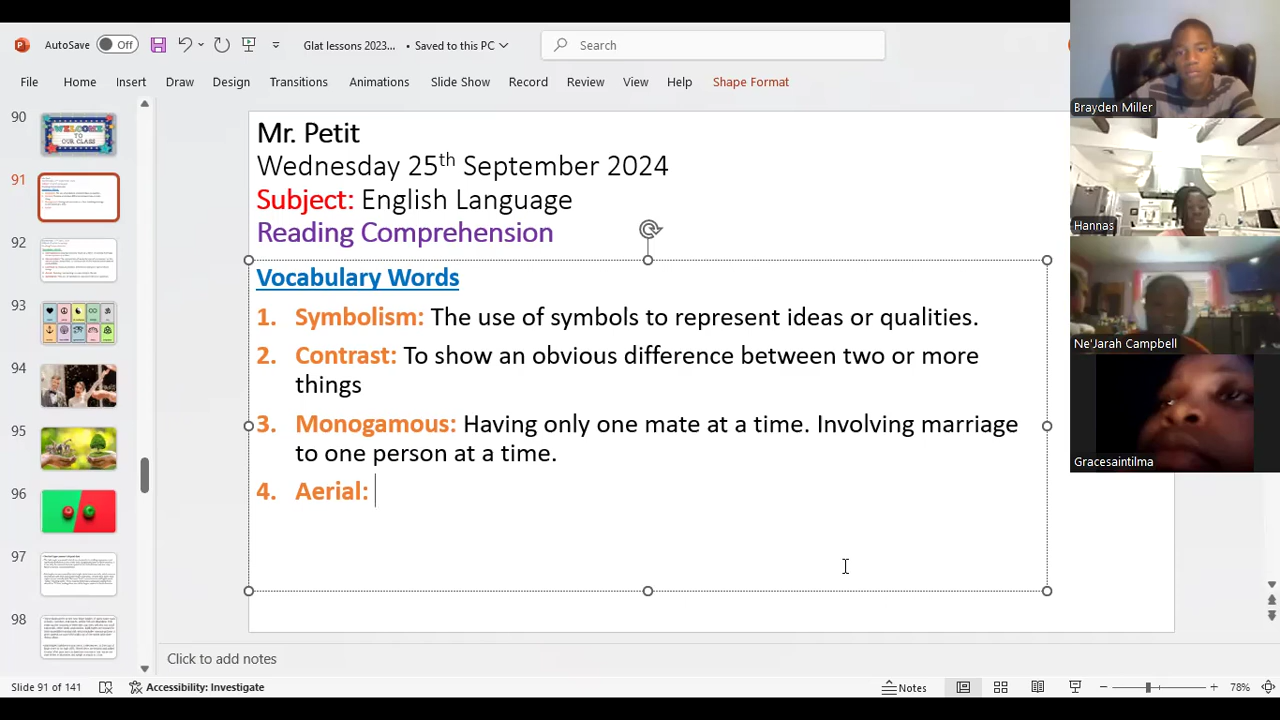 AutoSave Off Glat lessons 2023... • Saved to this PC Search
File Home Insert Draw Design Transitions Animations Slide Show Record Review View Help Shape Format
90
WELCOME
TO
OUR CLASS
91
92
93
94
95
96
97
98
Mr. Petit
Wednesday 25th September 2024
Subject: English Language
Reading Comprehension
Vocabulary Words
1. Symbolism: The use of symbols to represent ideas or qualities.
2. Contrast: To show an obvious difference between two or more
things
3. Monogamous: Having only one mate at a time. Involving marriage
to one person at a time.
4. Aerial:
Brayden Miller
Hannas
Ne'Jarah Campbell
Gracesaintilma
Click to add notes
Slide 91 of 141 Accessibility: Investigate Notes 78%